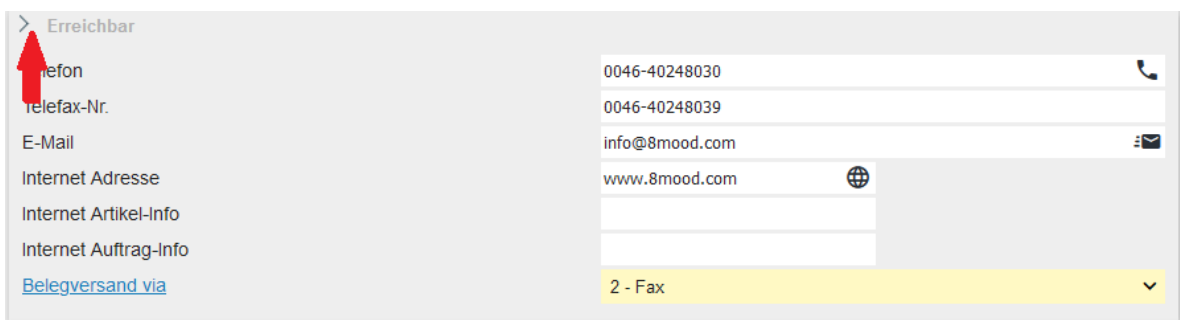 Erreichbar
Telefon 0046-40248030
Telefax-Nr. 0046-40248039
E-Mail info@8mood.com
Internet Adresse www.8mood.com
Internet Artikel-Info
Internet Auftrag-Info
Belegversand via 2 - Fax